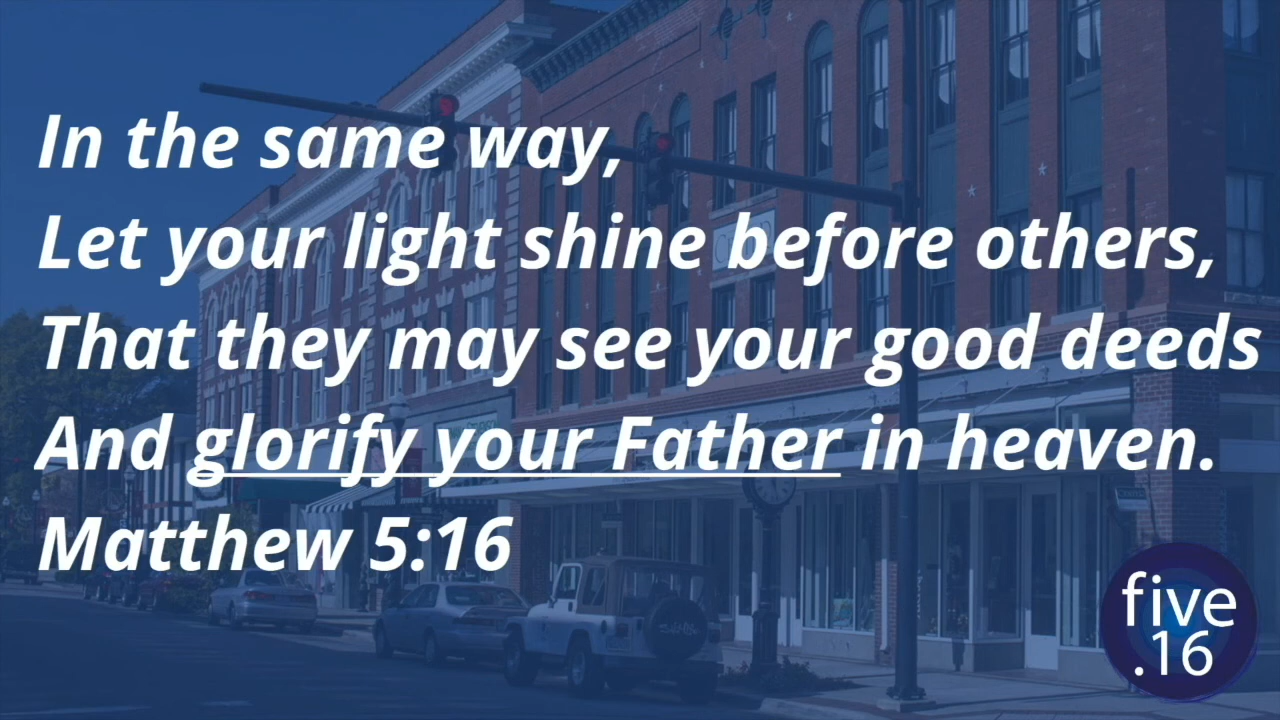 In the same way,
Let your light shine before others,
That they may see your good deeds
And glorify your Father in heaven.
Matthew 5:16
five
.16